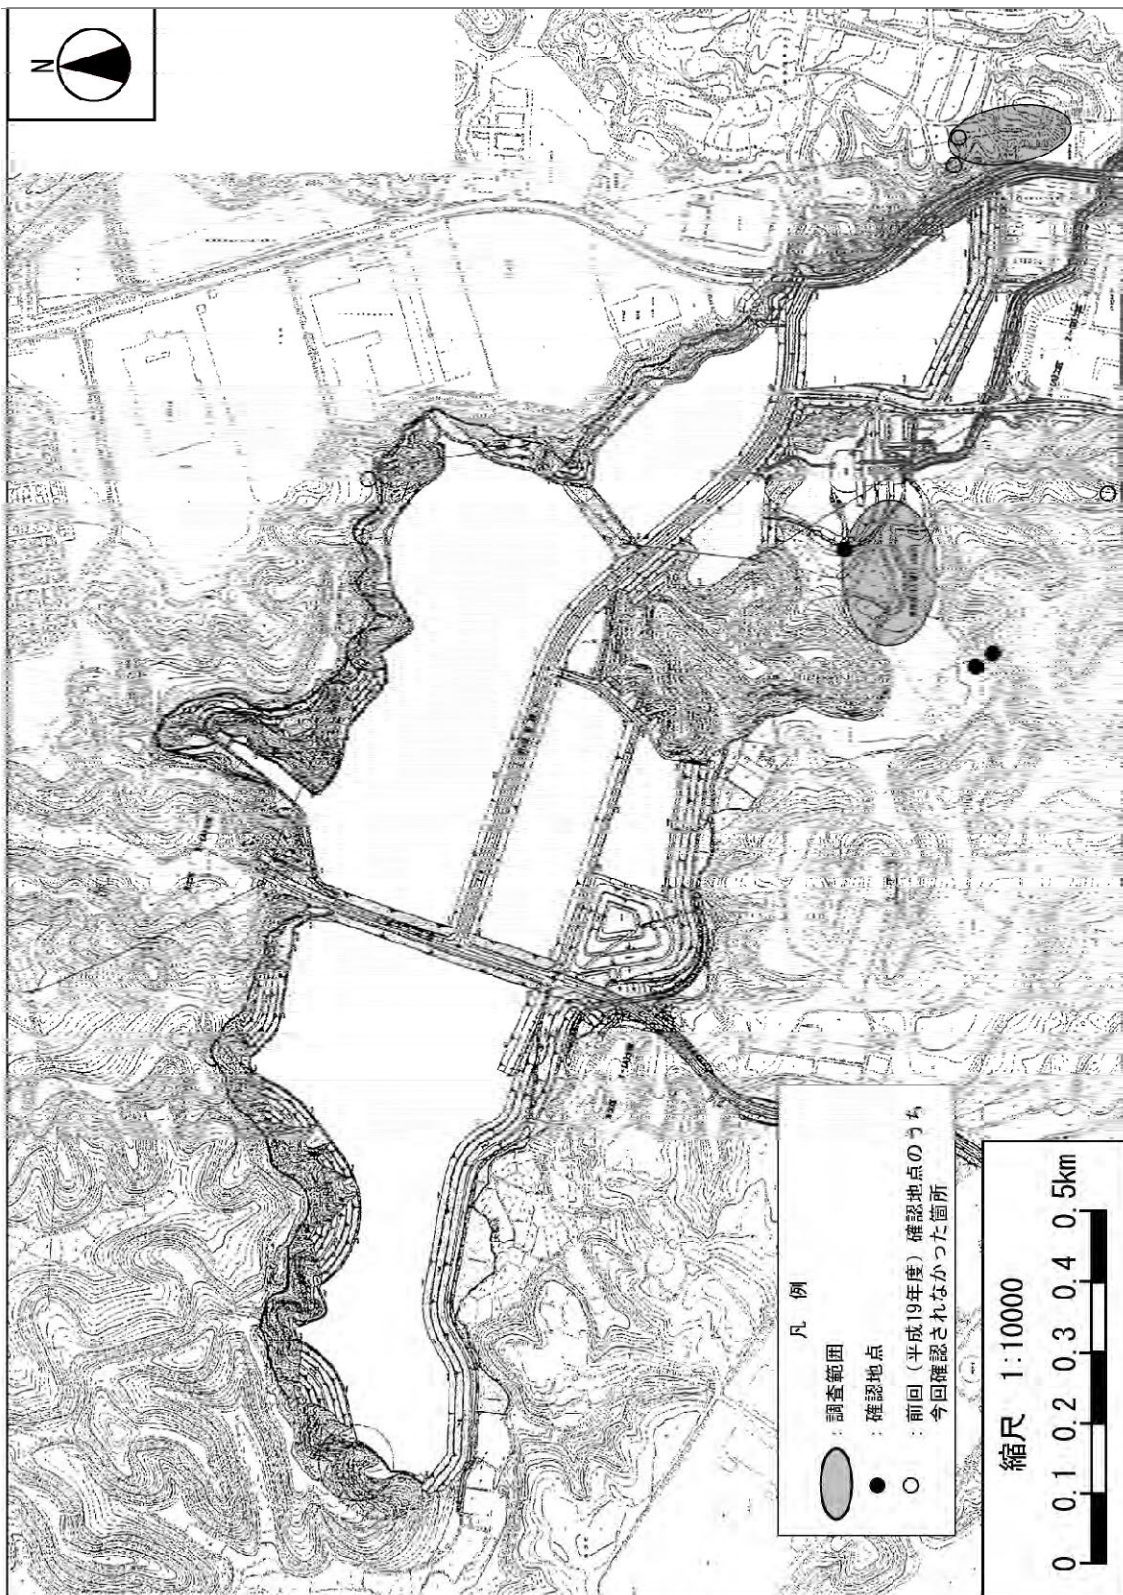 N
凡 例
: 調査範囲
: 確認地点
: 前回（平成19年度）確認地点のうち
今回確認されなかった箇所
縮尺 1:10000
0 0.1 0.2 0.3 0.4 0.5km